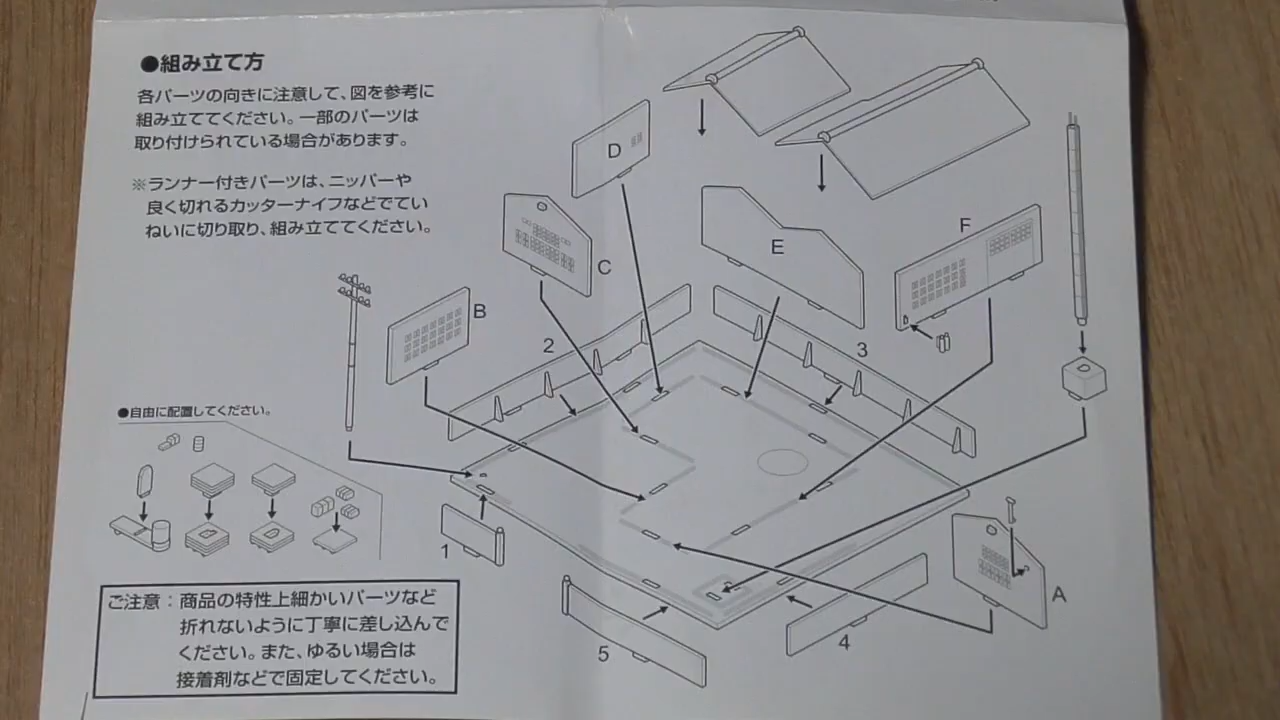 ●組み立て方
各パーツの向きに注意して、図を参考に
組み立ててください。一部のパーツは
取り付けられている場合があります。
※ランナー付きパーツは、ニッパーや
良く切れるカッターナイフなどでてい
ねいに切り取り、組み立ててください。
D
E
F
C
B
2
3
●自由に配置してください。
1
A
5
4
ご注意：商品の特性上細かいパーツなど
折れないように丁寧に差し込んで
ください。また、ゆるい場合は
接着剤などで固定してください。